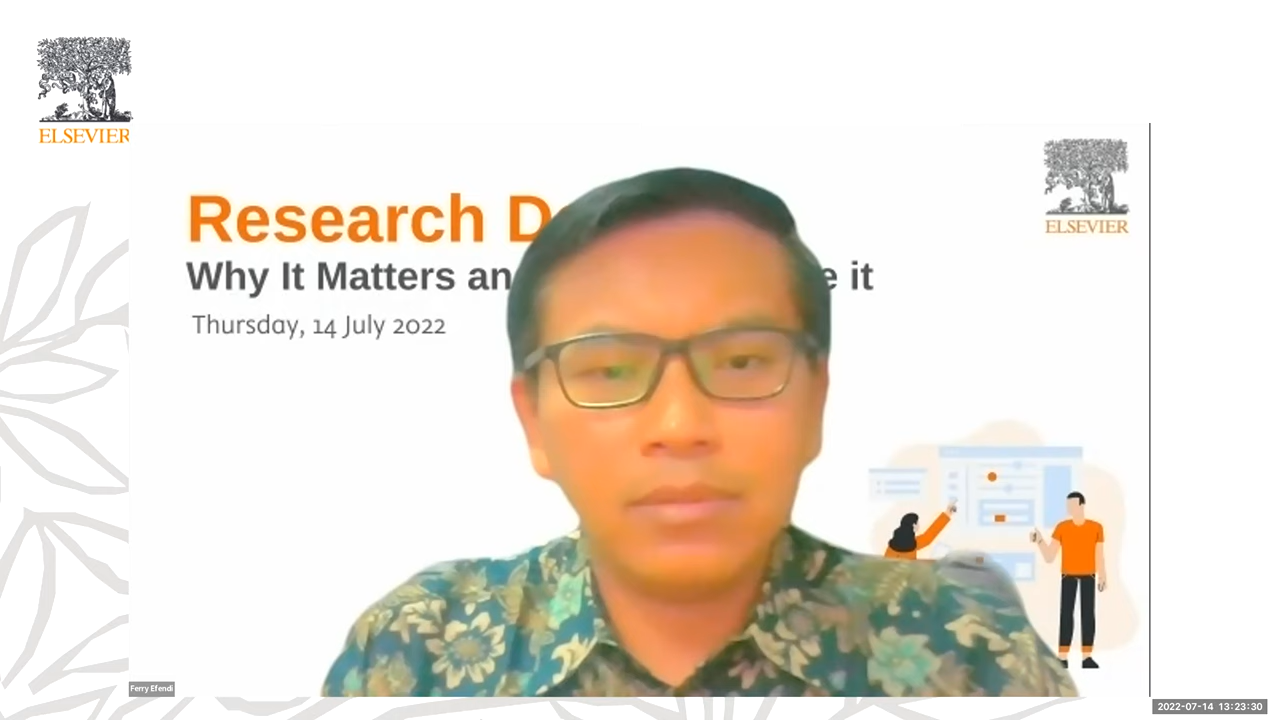 ELSEVIER
ELSEVIER
Research D
Why It Matters an
e it
Thursday, 14 July 2022
Ferry Efendi
2022-07-14 13:23:30